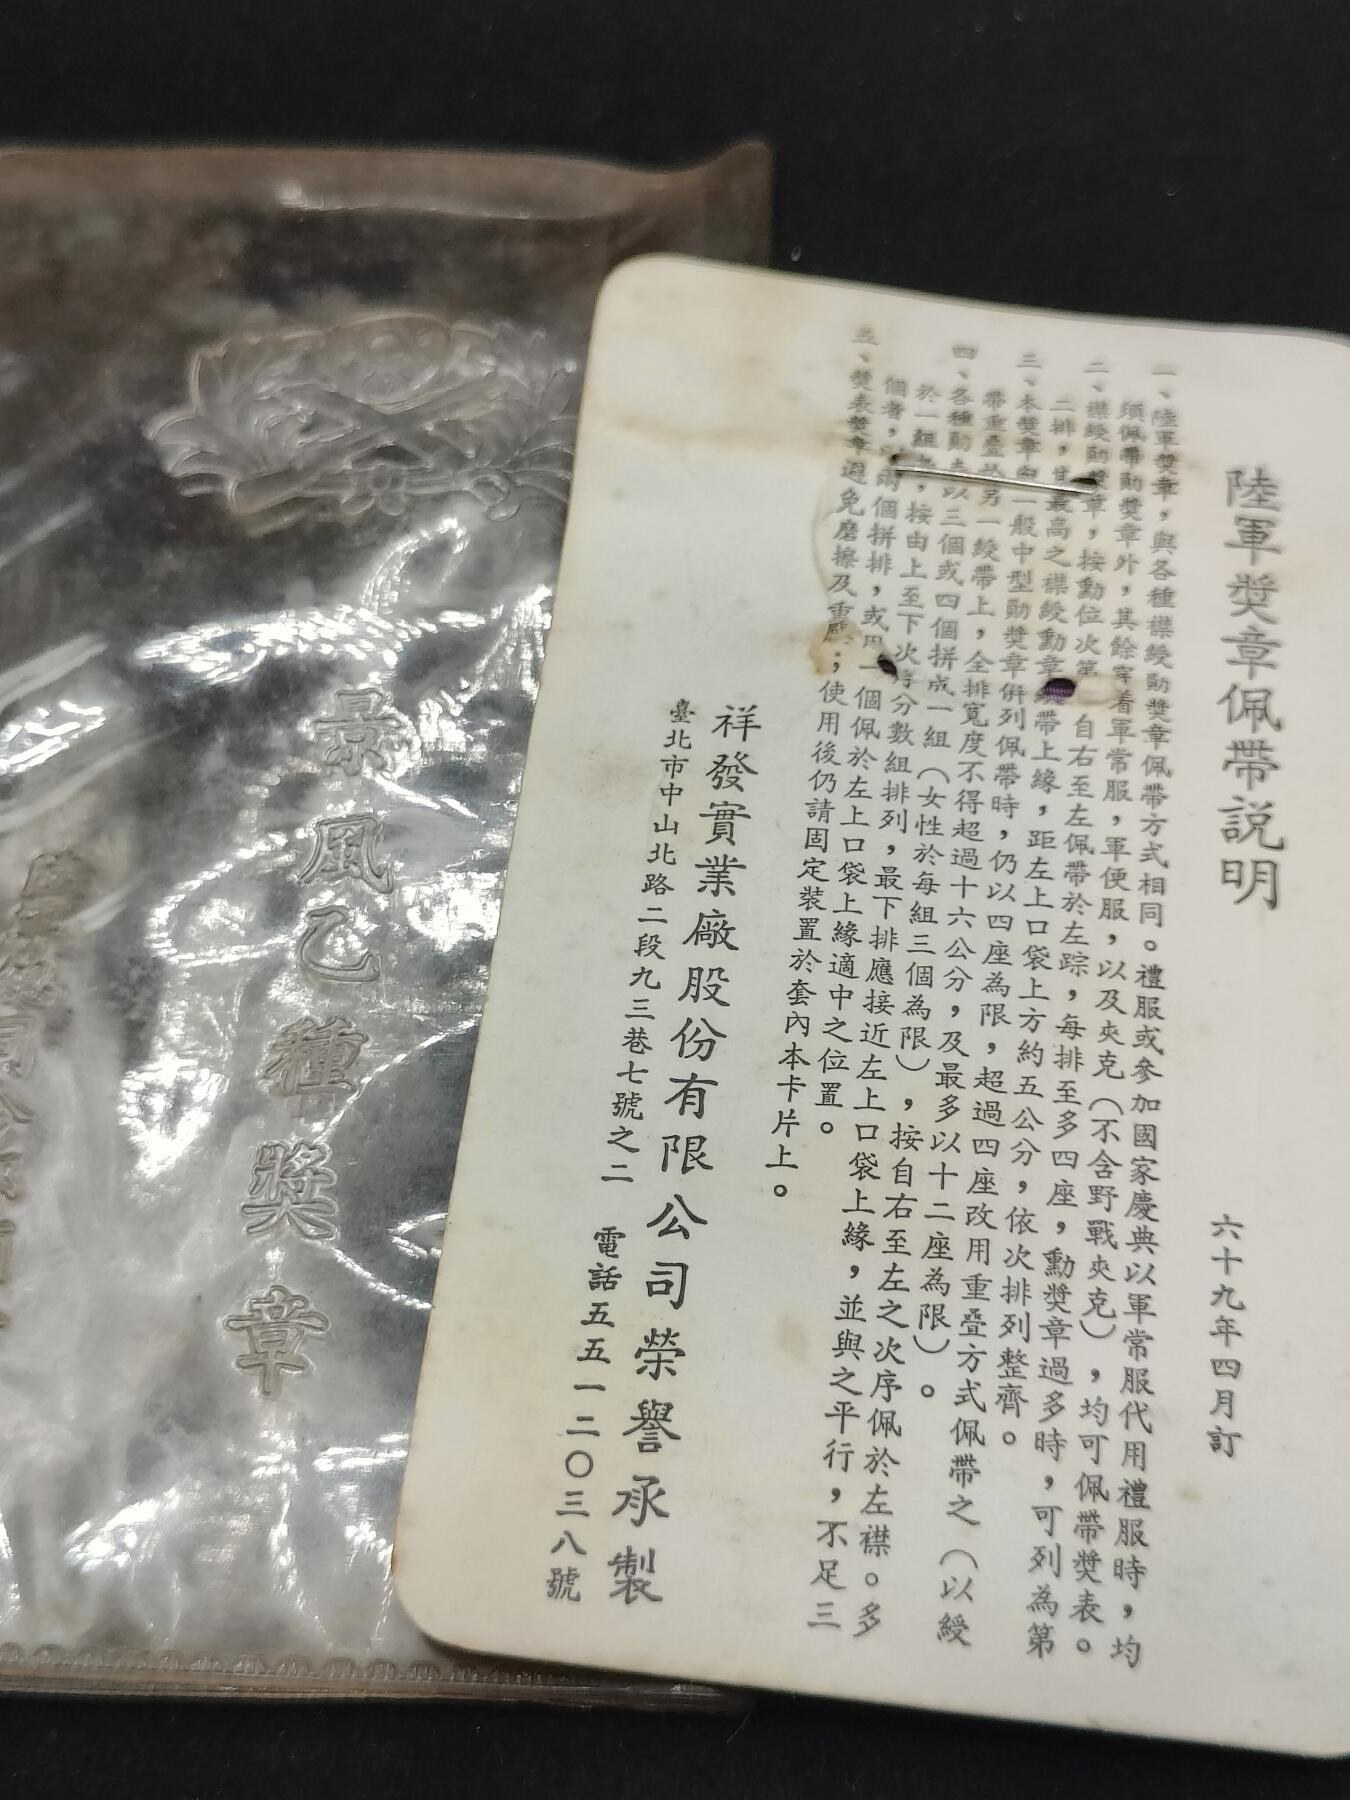 陸軍獎章佩帶說明
六十九年四月訂
一、陸軍獎章，與各種襟綬勛獎章佩帶方式相同。禮服或參加國家慶典以軍常服代用禮服時，均
須佩帶勛獎章外，其餘穿着軍常服，軍便服，以及夾克（不含野戰夾克），均可佩帶獎表。
二、襟綬勛獎章，按勳位次第自右至左佩帶於左踪，每排至多四座，勳獎章過多時，可列為第
二排，其最高之襟綬勳章綬帶上緣，距左上口袋上方約五公分，依次排列整齊。
三、本獎章與一般中型勛獎章併列佩帶時，仍以四座為限，超過四座改用重疊方式佩帶之（以綬
帶重疊於另一綬帶上，全排寬度不得超過十六公分，及最多以十二座為限）。
四、各種勛表以三個或四個拼成一組（女性於每組三個為限），按自右至左之次序佩於左襟。多
於一組者，按由上至下次序分數組排列，最下排應接近左上口袋上緣，並與之平行，不足三
個者，以兩個拼排，或用一個佩於左上口袋上緣適中之位置。
五、獎表獎章避免磨擦及重壓；使用後仍請固定裝置於套內本卡片上。
祥發實業廠股份有限公司榮譽承製
臺北市中山北路二段九三巷七號之二 電話五五一二〇三八號
景風乙種獎章